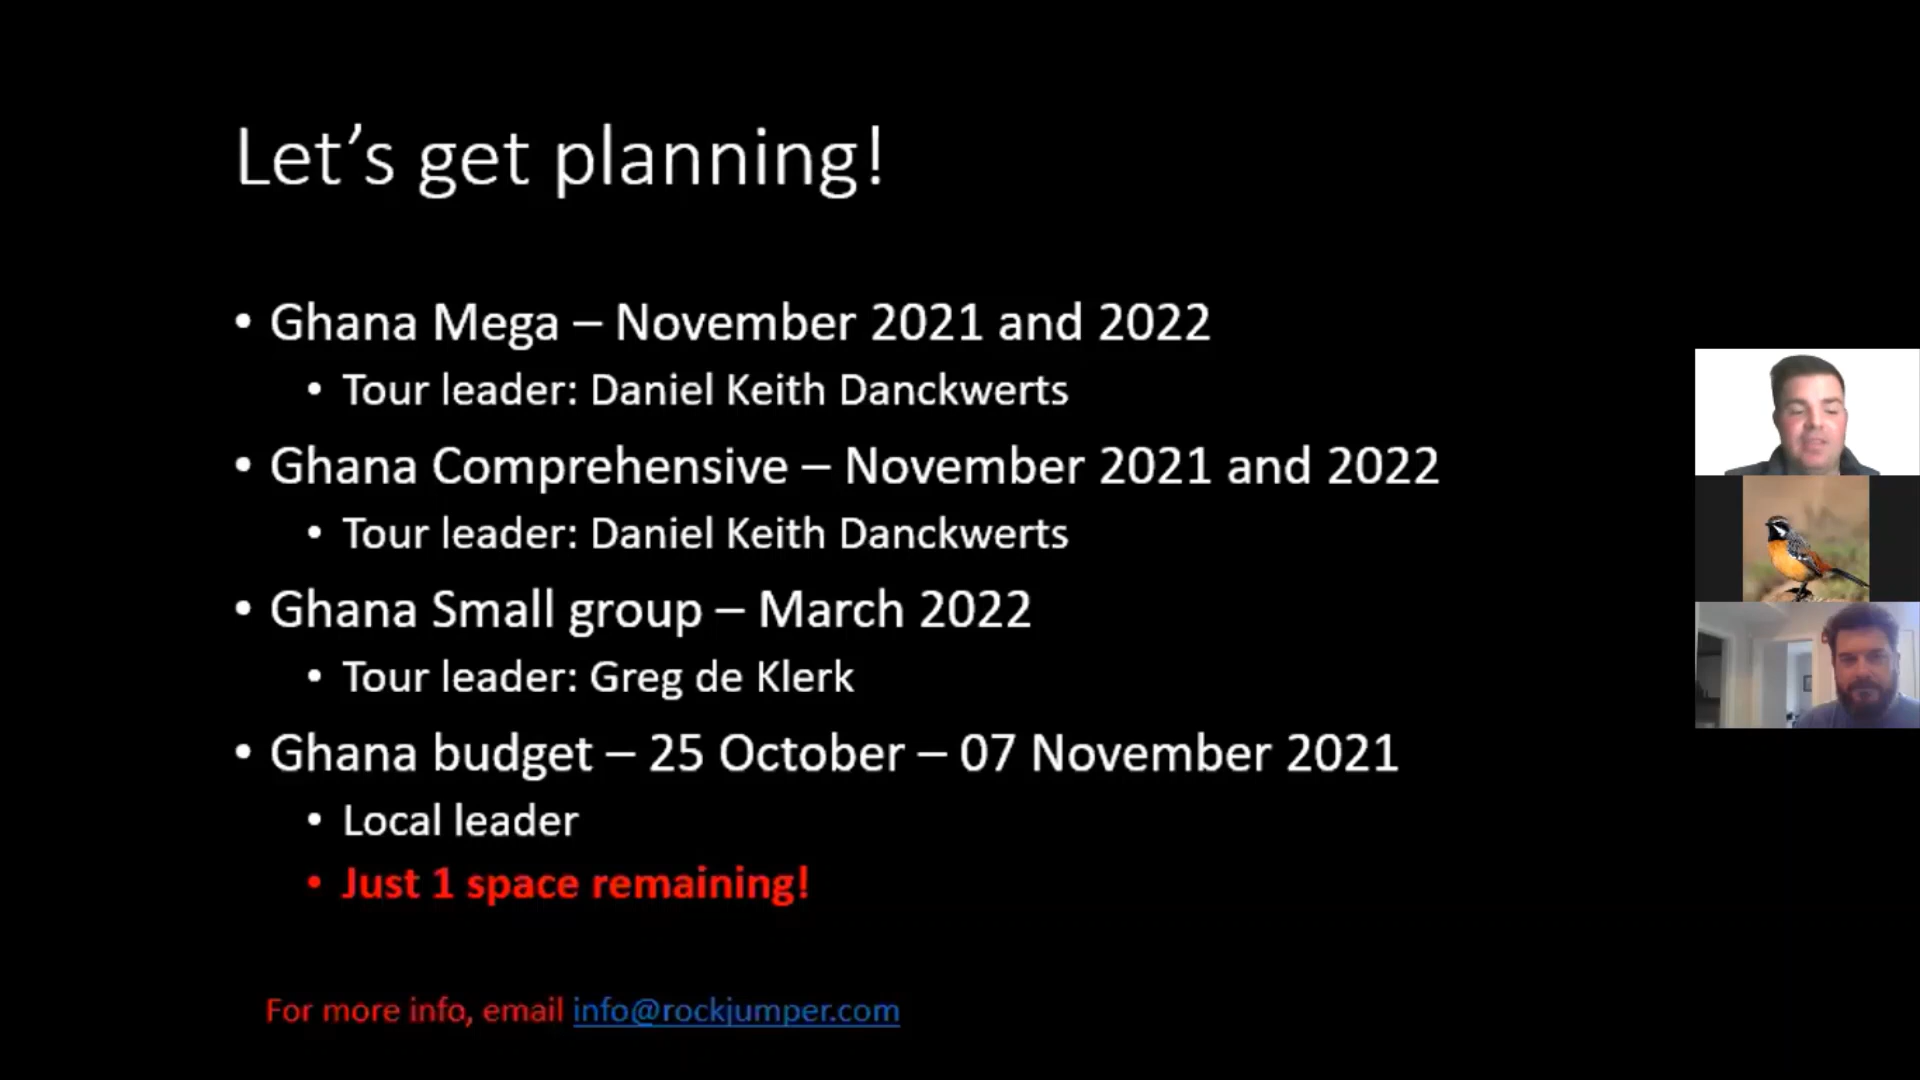 Let’s get planning!
• Ghana Mega – November 2021 and 2022
• Tour leader: Daniel Keith Danckwerts
• Ghana Comprehensive – November 2021 and 2022
• Tour leader: Daniel Keith Danckwerts
• Ghana Small group – March 2022
• Tour leader: Greg de Klerk
• Ghana budget – 25 October – 07 November 2021
• Local leader
• Just 1 space remaining!
For more info, email info@rockjumper.com